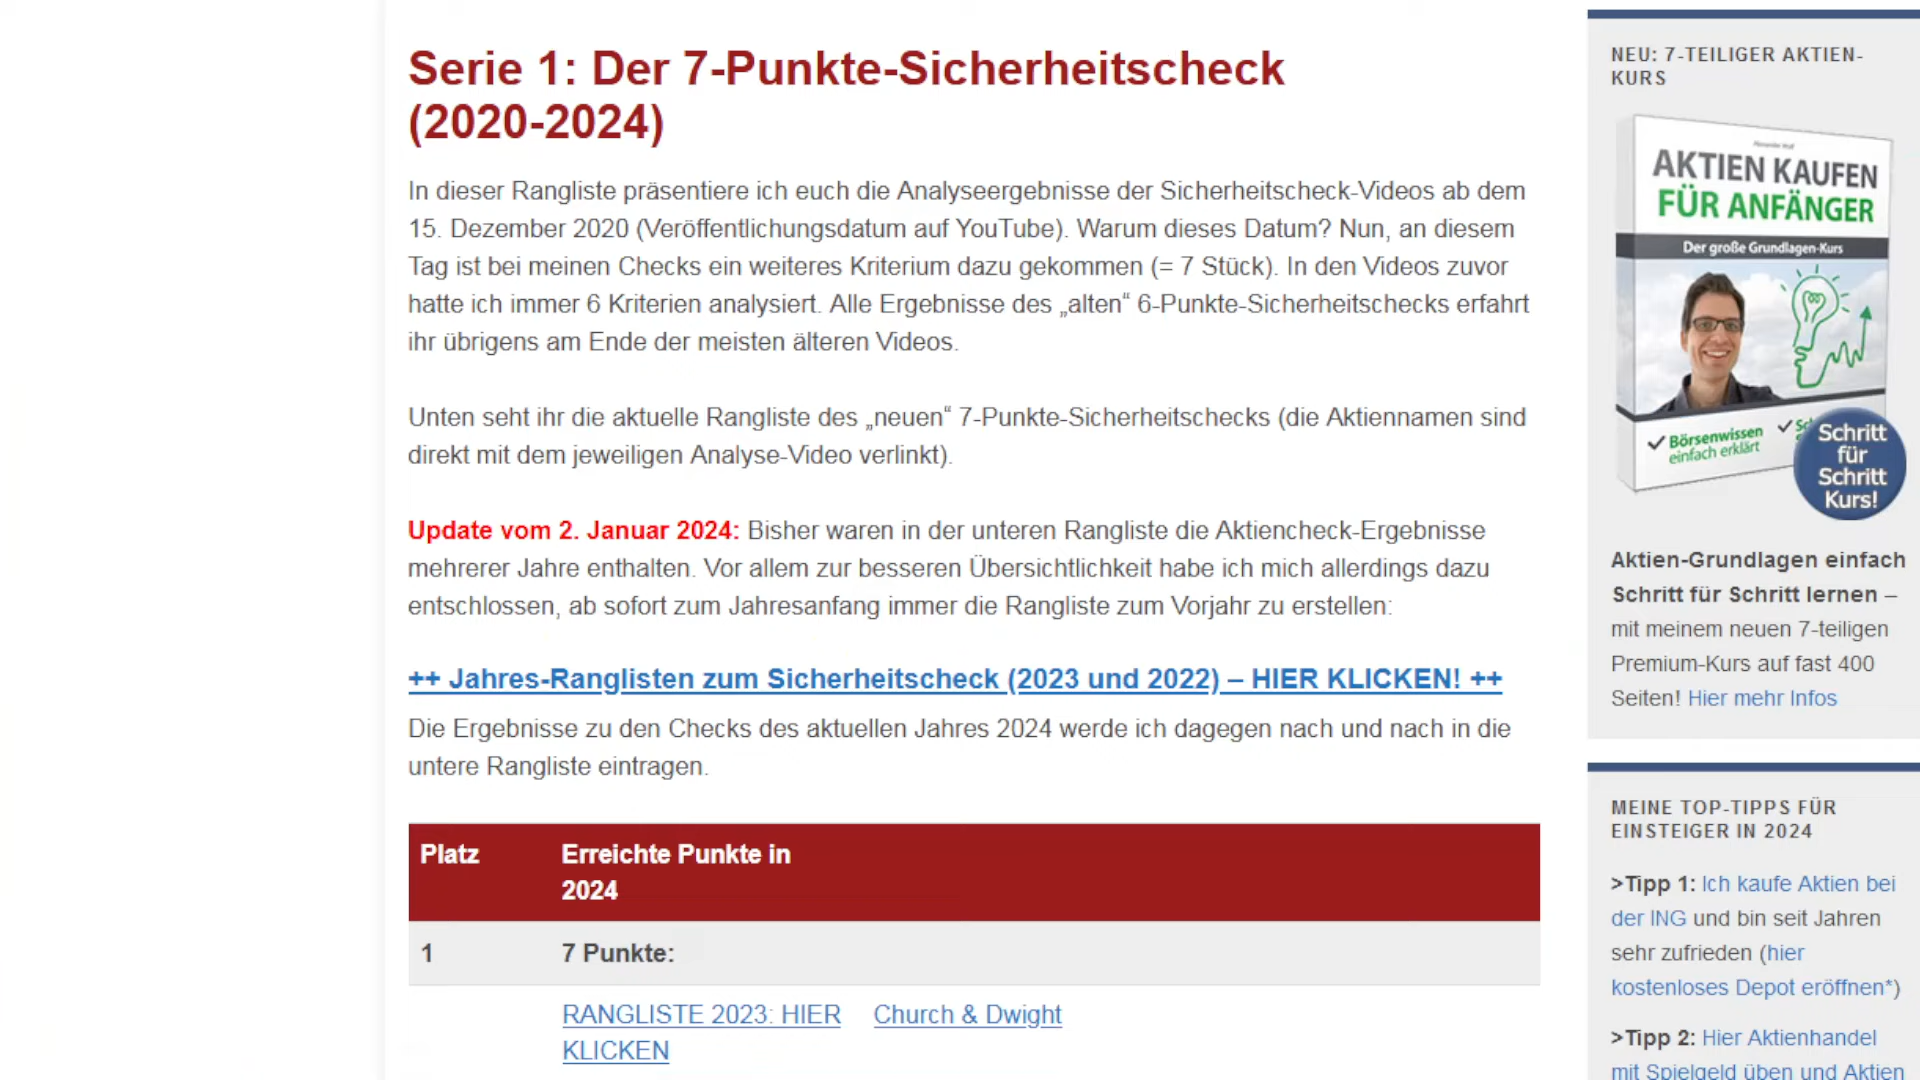 Serie 1: Der 7-Punkte-Sicherheitscheck
(2020-2024)
In dieser Rangliste präsentiere ich euch die Analyseergebnisse der Sicherheitscheck-Videos ab dem
15. Dezember 2020 (Veröffentlichungsdatum auf YouTube). Warum dieses Datum? Nun, an diesem
Tag ist bei meinen Checks ein weiteres Kriterium dazu gekommen (= 7 Stück). In den Videos zuvor
hatte ich immer 6 Kriterien analysiert. Alle Ergebnisse des „alten“ 6-Punkte-Sicherheitschecks erfahrt
ihr übrigens am Ende der meisten älteren Videos.
Unten seht ihr die aktuelle Rangliste des „neuen“ 7-Punkte-Sicherheitschecks (die Aktiennamen sind
direkt mit dem jeweiligen Analyse-Video verlinkt).
Update vom 2. Januar 2024: Bisher waren in der unteren Rangliste die Aktiencheck-Ergebnisse
mehrerer Jahre enthalten. Vor allem zur besseren Übersichtlichkeit habe ich mich allerdings dazu
entschlossen, ab sofort zum Jahresanfang immer die Rangliste zum Vorjahr zu erstellen:
++ Jahres-Ranglisten zum Sicherheitscheck (2023 und 2022) – HIER KLICKEN! ++
Die Ergebnisse zu den Checks des aktuellen Jahres 2024 werde ich dagegen nach und nach in die
untere Rangliste eintragen.
Platz
Erreichte Punkte in
2024
1
7 Punkte:
RANGLISTE 2023: HIER
KLICKEN
Church & Dwight
NEU: 7-TEILIGER AKTIEN-
KURS
AKTIEN KAUFEN
FÜR ANFÄNGER
Der große Grundlagen-Kurs
Börsenwissen
einfach erklärt
Schritt
für
Schritt
Kurs!
Aktien-Grundlagen einfach
Schritt für Schritt lernen –
mit meinem neuen 7-teiligen
Premium-Kurs auf fast 400
Seiten! Hier mehr Infos
MEINE TOP-TIPPS FÜR
EINSTEIGER IN 2024
>Tipp 1: Ich kaufe Aktien bei
der ING und bin seit Jahren
sehr zufrieden (hier
kostenloses Depot eröffnen*)
>Tipp 2: Hier Aktienhandel
mit Spielgeld üben und Aktien